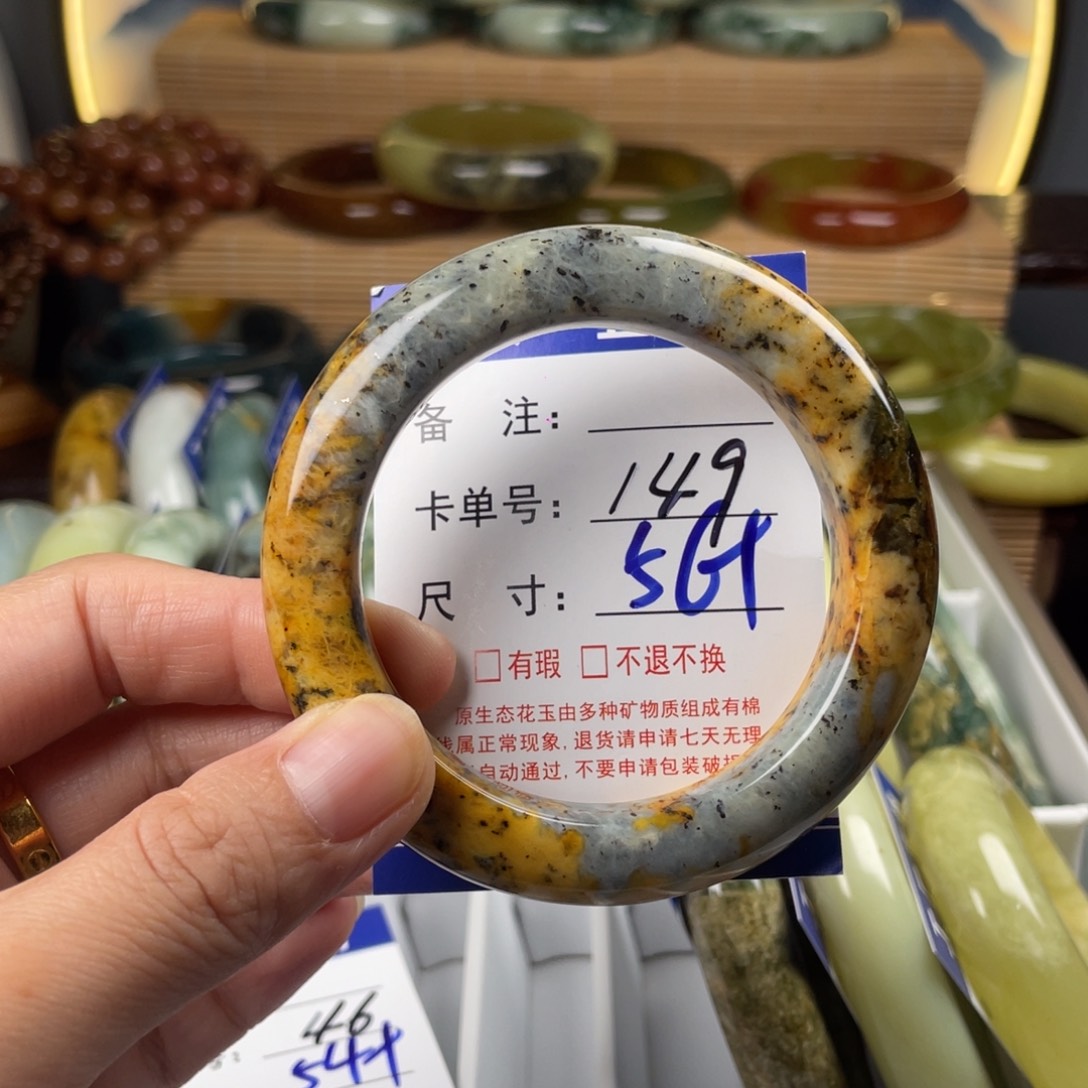 备 注:
卡单号: 149
尺 寸: 56+
□有瑕 □不退不换
原生态花玉由多种矿物质组成有棉
线属正常现象,退货请申请七天无理
自动通过,不要申请包装破
46
54+